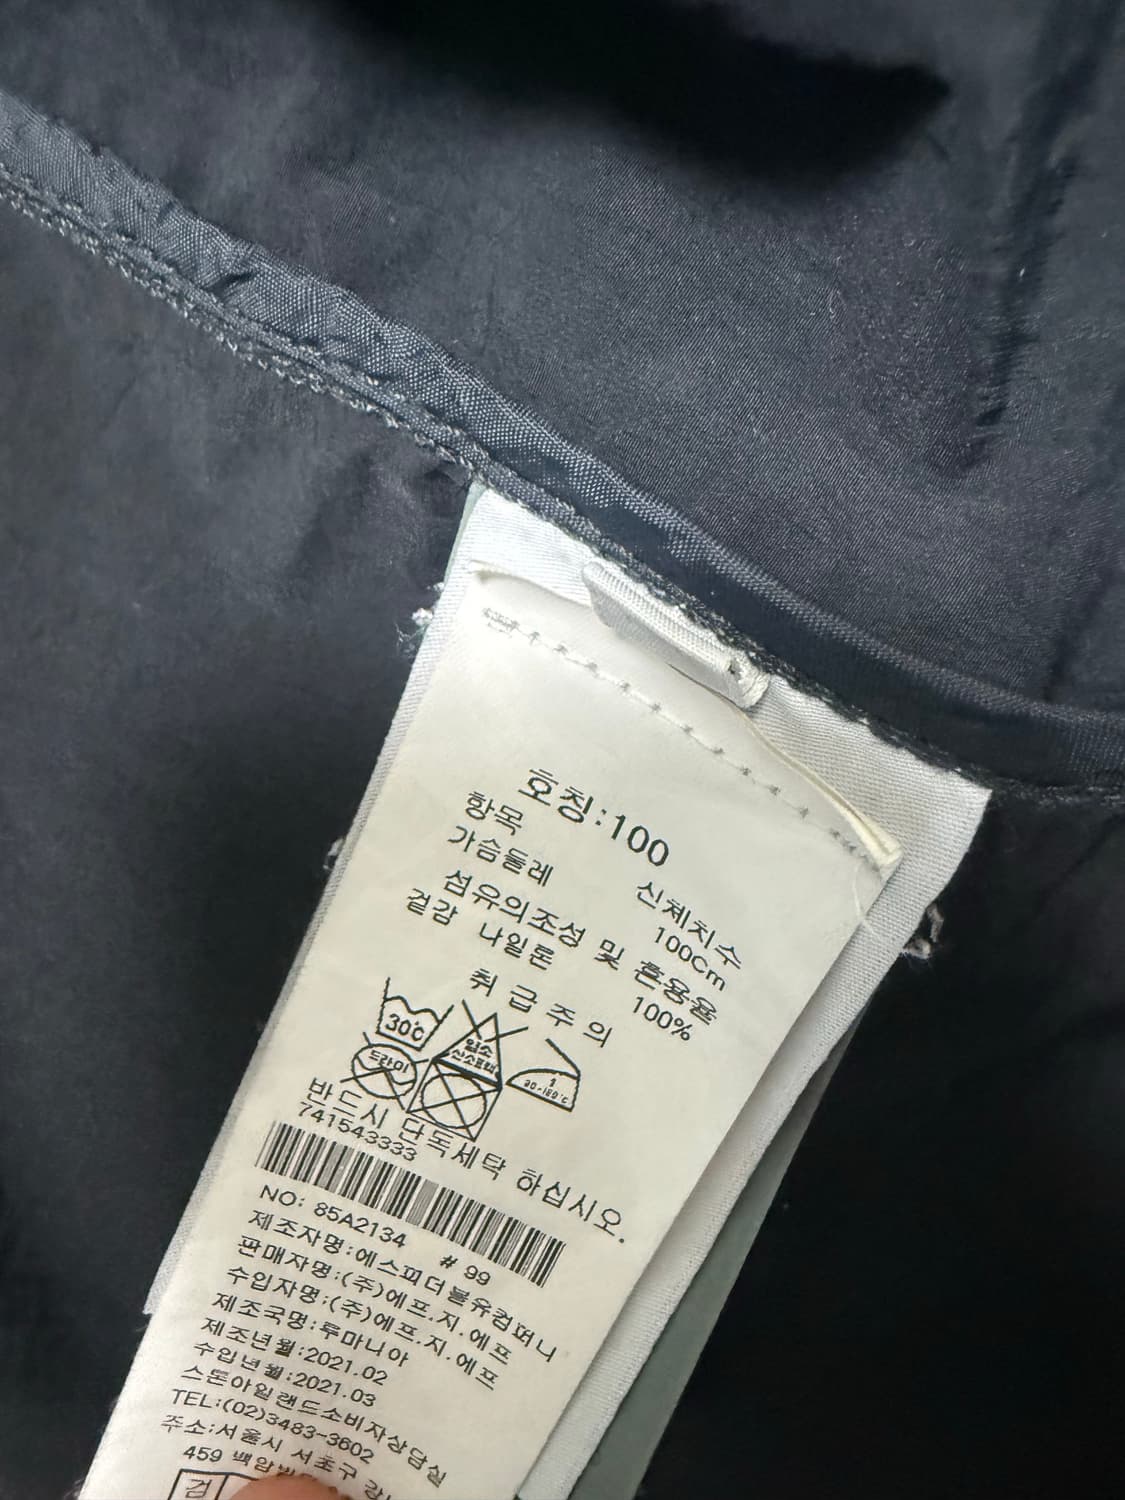 호칭:100
항목 신체치수
가슴둘레 100Cm
섬유의조성 및 혼용율
겉감 나일론 100%
취급주의
30℃
염소
산소표백
드라이
80-120℃
반드시 단독세탁 하십시오.
741543333
NO: 85A2134 # 99
제조자명:에스피더블유컴퍼니
판매자명:(주)에프.지.에프
수입자명:(주)에프.지.에프
제조국명:루마니아
제조년월:2021.02
수입년월:2021.03
스톤아일랜드소비자상담실
TEL:(02)3483-3602
주소:서울시 서초구
459
검